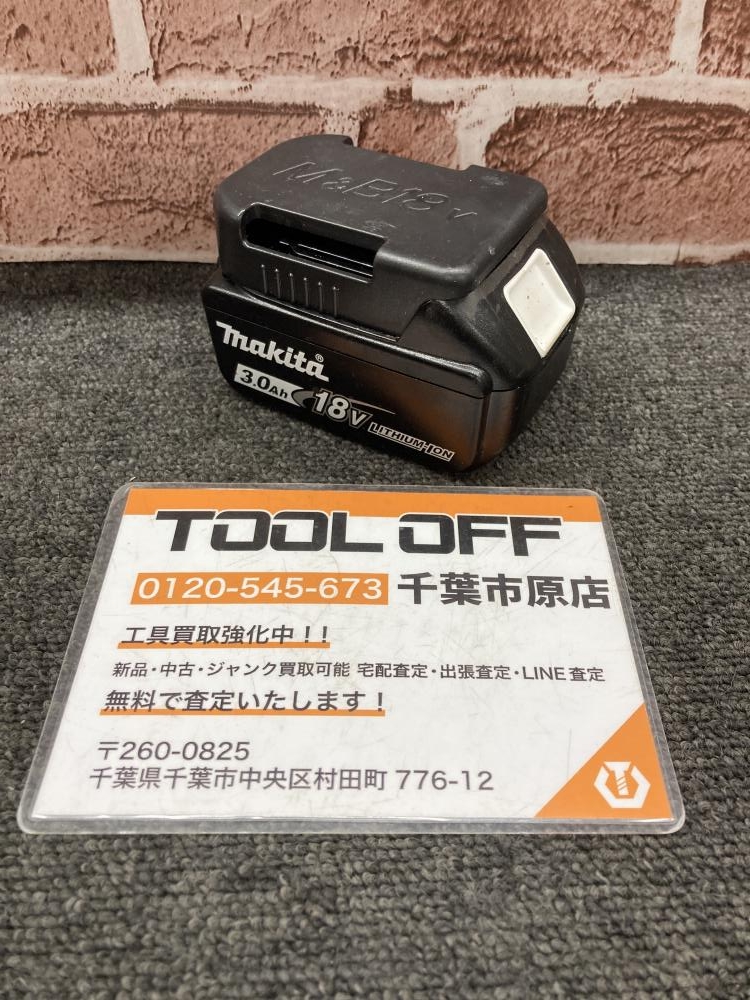 MaB18v
makita®
3.0Ah 18V LITHIUM-ION
TOOL OFF
0120-545-673 千葉市原店
工具買取強化中！！
新品・中古・ジャンク買取可能 宅配査定・出張査定・LINE査定
無料で査定いたします！
〒260-0825
千葉県千葉市中央区村田町 776-12